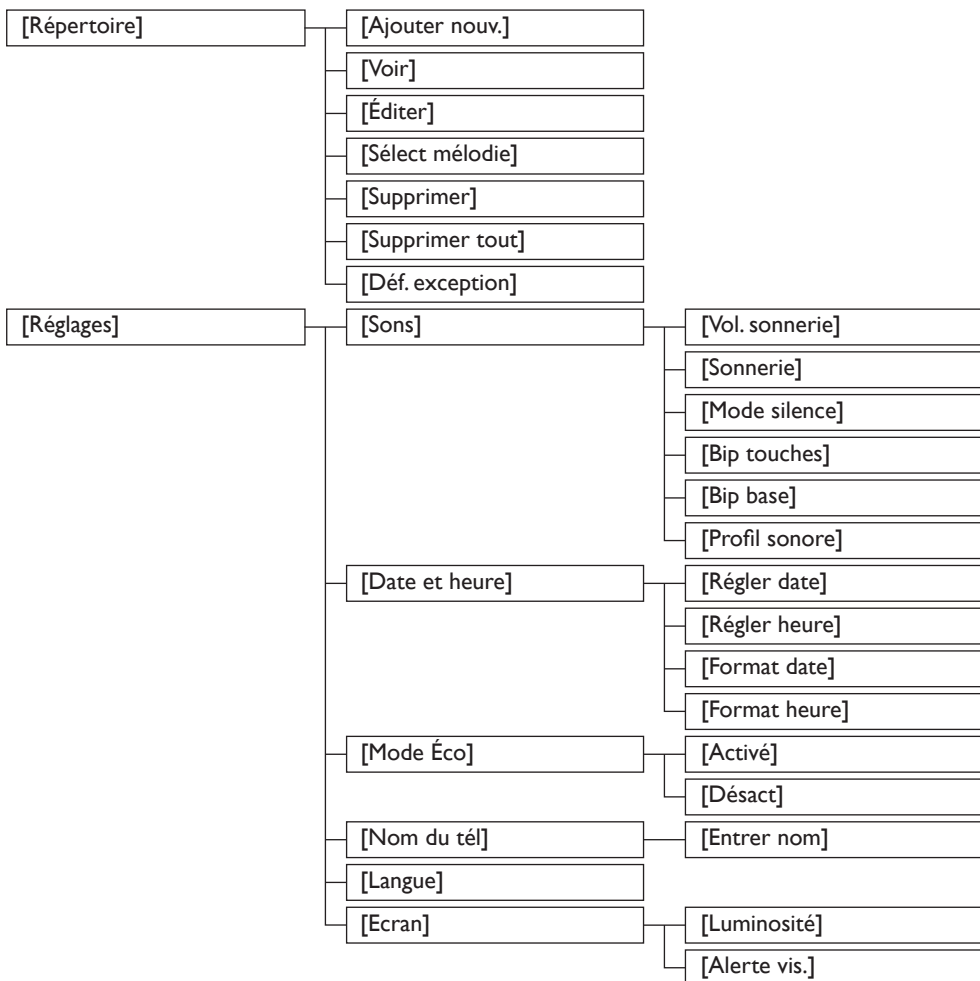 [Répertoire] [Ajouter nouv.]
[Voir]
[Éditer]
[Sélect mélodie]
[Supprimer]
[Supprimer tout]
[Déf. exception]
[Réglages] [Sons] [Vol. sonnerie]
[Sonnerie]
[Mode silence]
[Bip touches]
[Bip base]
[Profil sonore]
[Date et heure] [Régler date]
[Régler heure]
[Format date]
[Format heure]
[Mode Éco] [Activé]
[Désact]
[Nom du tél] [Entrer nom]
[Langue]
[Ecran] [Luminosité]
[Alerte vis.]